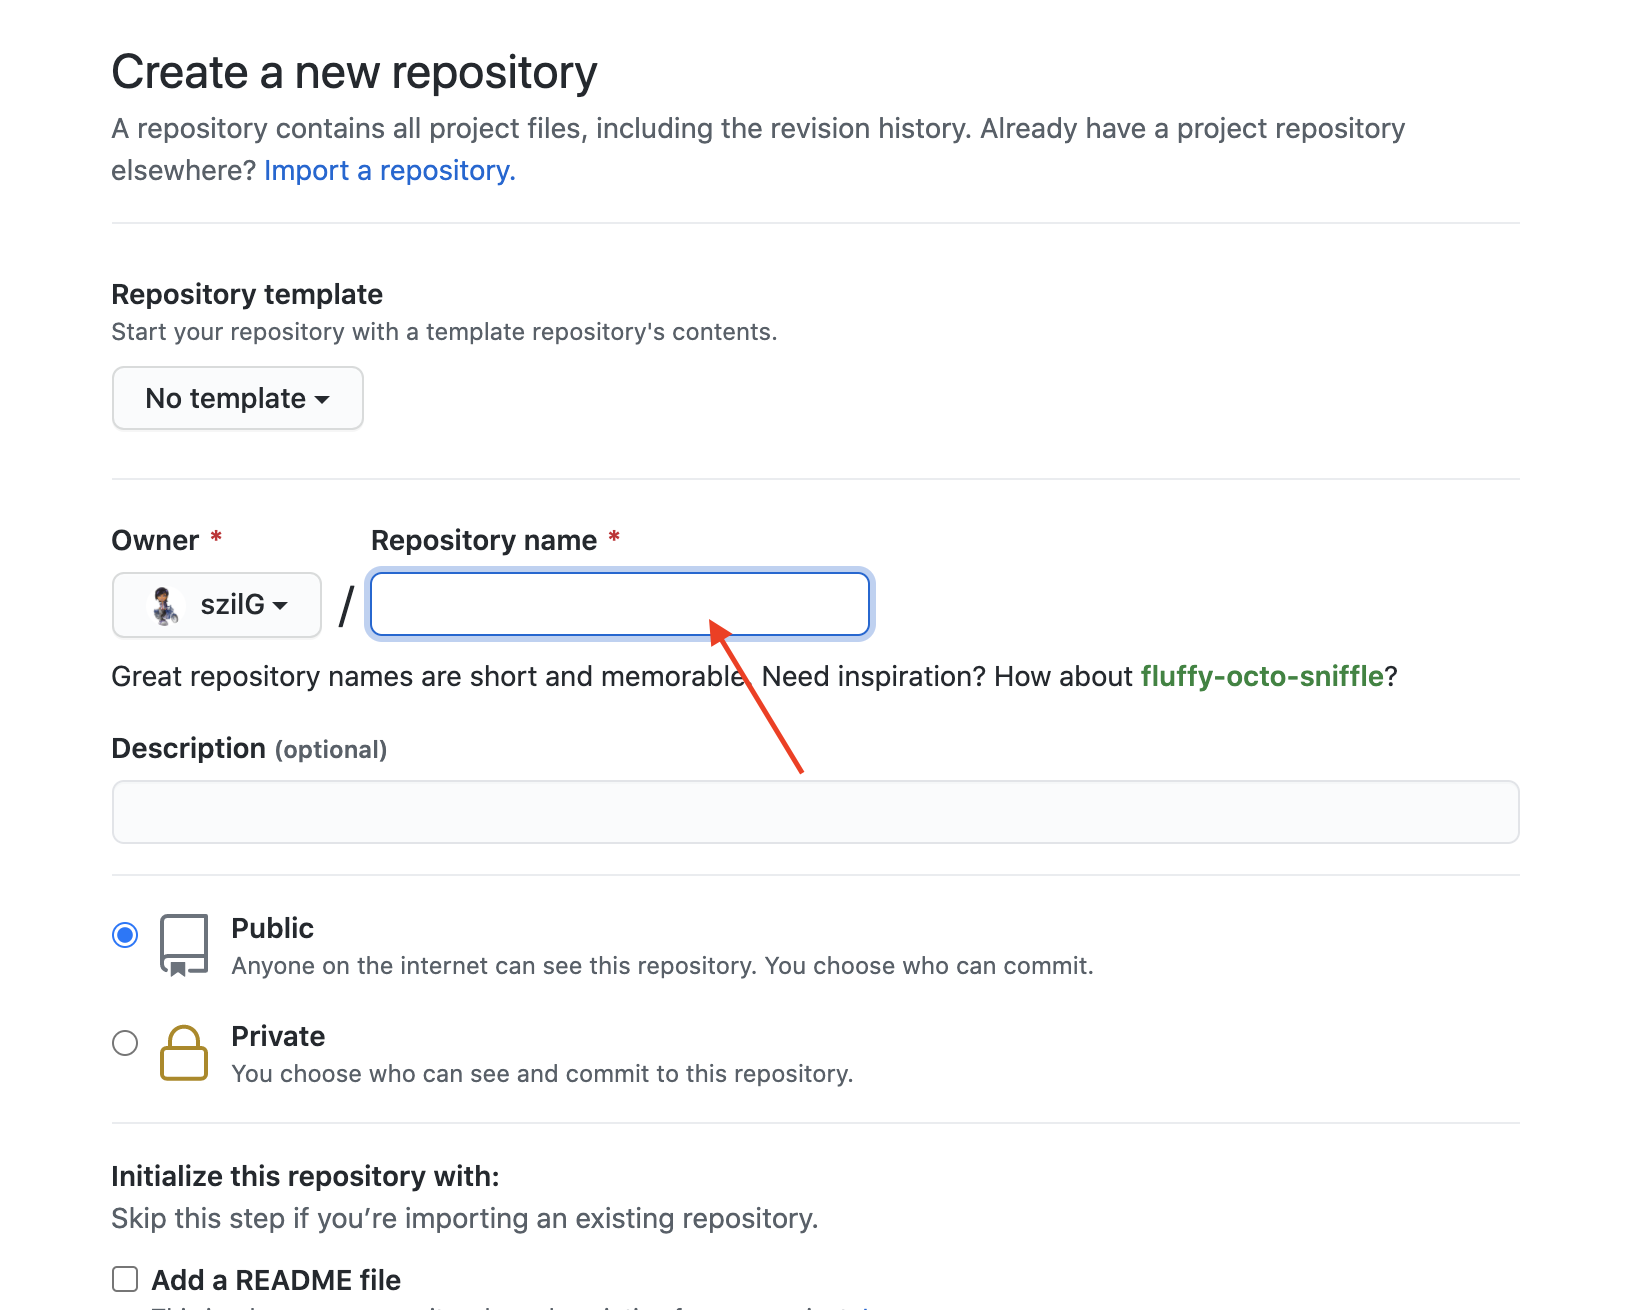 Create a new repository
A repository contains all project files, including the revision history. Already have a project repository
elsewhere? Import a repository.
Repository template
Start your repository with a template repository's contents.
No template
Owner * Repository name *
szilG /
Great repository names are short and memorable. Need inspiration? How about fluffy-octo-sniffle?
Description (optional)
Public
Anyone on the internet can see this repository. You choose who can commit.
Private
You choose who can see and commit to this repository.
Initialize this repository with:
Skip this step if you’re importing an existing repository.
Add a README file